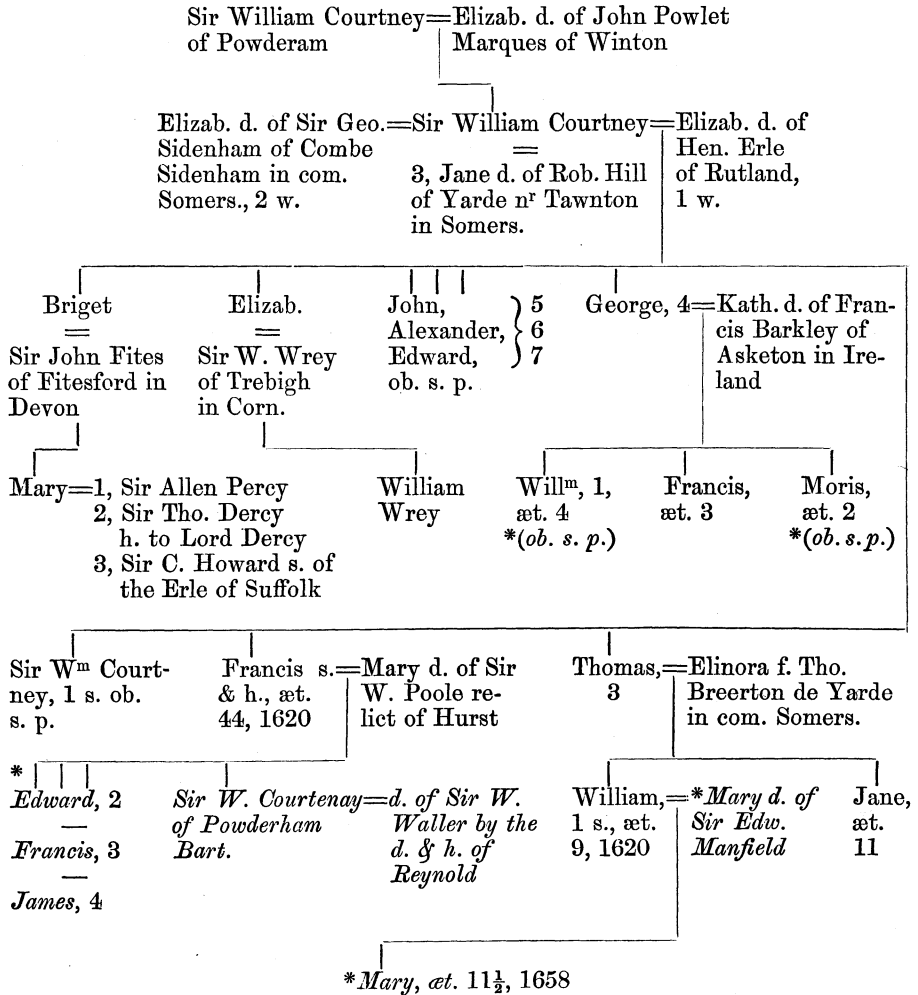 Sir William Courtney=Elizab. d. of John Powlet
of Powderam Marques of Winton
Elizab. d. of Sir Geo.=Sir William Courtney=Elizab. d. of
Sidenham of Combe = Hen. Erle
Sidenham in com. 3, Jane d. of Rob. Hill of Rutland,
Somers., 2 w. of Yarde nʳ Tawnton 1 w.
in Somers.
Briget Elizab. John, 5 George, 4=Kath. d. of Fran-
= = Alexander, 6 cis Barkley of
Sir John Fites Sir W. Wrey Edward, 7 Asketon in Ire-
of Fitesford in of Trebigh ob. s. p. land
Devon in Corn.
Mary=1, Sir Allen Percy William Willᵐ, 1, Francis, Moris,
2, Sir Tho. Dercy Wrey æt. 4 æt. 3 æt. 2
h. to Lord Dercy *(ob. s. p.) *(ob. s. p.)
3, Sir C. Howard s. of
the Erle of Suffolk
Sir Wᵐ Court- Francis s.=Mary d. of Sir Thomas,=Elinora f. Tho.
ney, 1 s. ob. & h., æt. W. Poole re- 3 Breerton de Yarde
s. p. 44, 1620 lict of Hurst in com. Somers.
*
Edward, 2 Sir W. Courtenay=d. of Sir W. William,=*Mary d. of Jane,
— of Powderham Waller by the 1 s., æt. Sir Edw. æt.
Francis, 3 Bart. d. & h. of 9, 1620 Manfield 11
— Reynold
James, 4
*Mary, æt. 11½, 1658